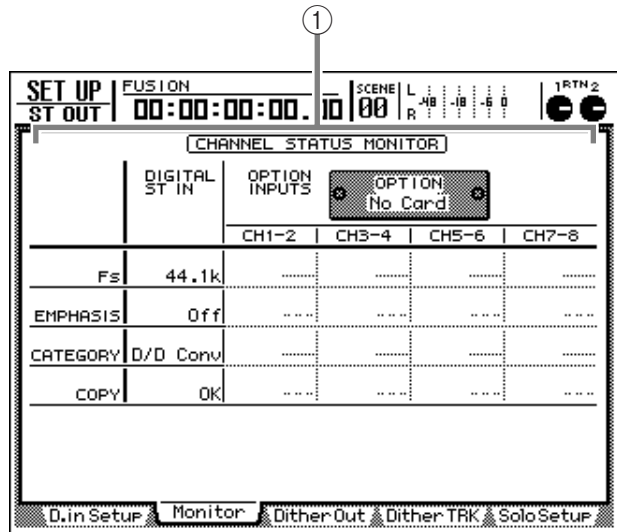 1
SET UP FUSION SCENE L -48 -18 -6 0 1 RTN 2
ST OUT 00:00:00:00.00 00 R
CHANNEL STATUS MONITOR
DIGITAL ST IN OPTION INPUTS OPTION No Card
CH1-2 CH3-4 CH5-6 CH7-8
Fs 44.1k -------- -------- -------- --------
EMPHASIS Off --- --- --- ---
CATEGORY D/D Conv -------- -------- -------- --------
COPY OK --- --- --- ---
D.in Setup Monitor Dither Out Dither TRK Solo Setup